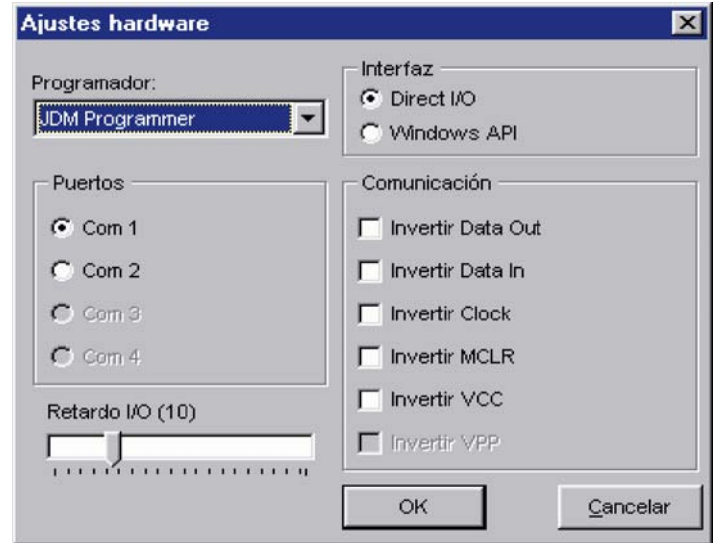 Ajustes hardware
Programador:
JDM Programmer
Interfaz
Direct I/O
Windows API
Puertos
Com 1
Com 2
Com 3
Com 4
Comunicación
Invertir Data Out
Invertir Data In
Invertir Clock
Invertir MCLR
Invertir VCC
Invertir VPP
Retardo I/O (10)
OK
Cancelar